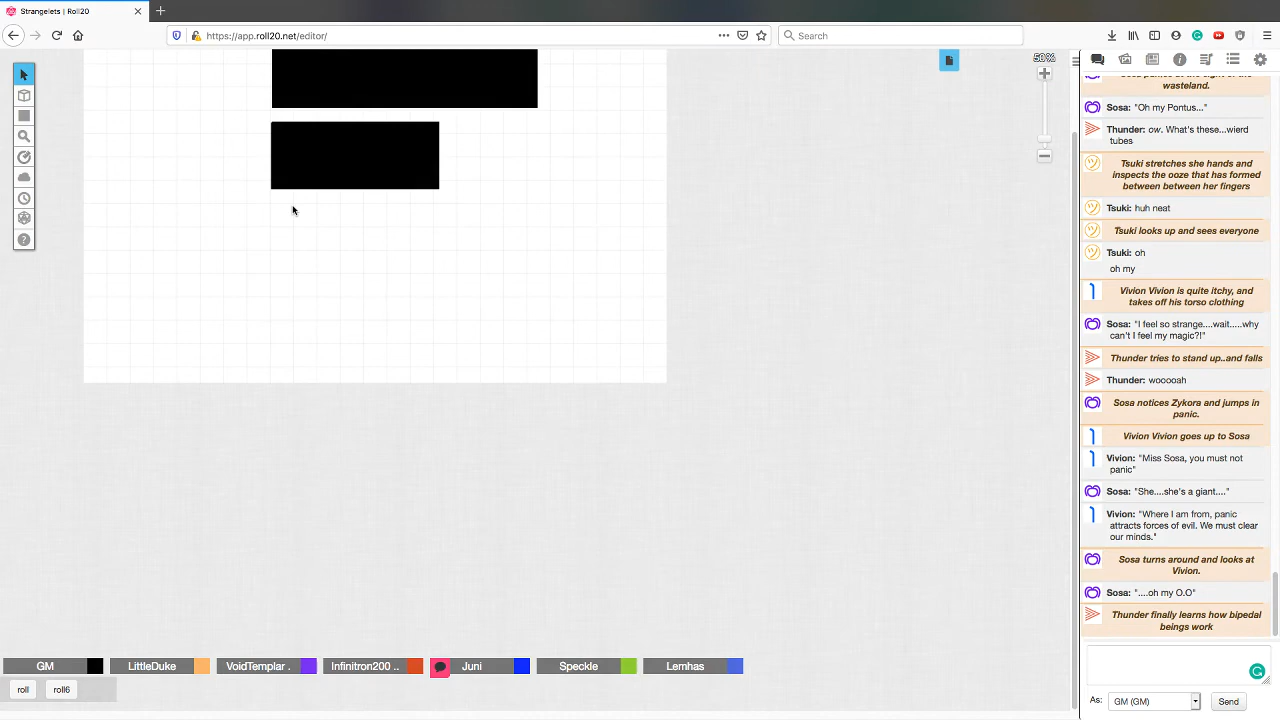 Strangelets | Roll20
https://app.roll20.net/editor/
Search
50%
wasteland.
Sosa: "Oh my Pontus..."
Thunder: ow. What's these...wierd
tubes
Tsuki stretches she hands and
inspects the ooze that has formed
between between her fingers
Tsuki: huh neat
Tsuki looks up and sees everyone
Tsuki: oh
oh my
Vivion Vivion is quite itchy, and
takes off his torso clothing
Sosa: "I feel so strange....wait.....why
can't I feel my magic?!"
Thunder tries to stand up..and falls
Thunder: wooooah
Sosa notices Zykora and jumps in
panic.
Vivion Vivion goes up to Sosa
Vivion: "Miss Sosa, you must not
panic"
Sosa: "She....she's a giant...."
Vivion: "Where I am from, panic
attracts forces of evil. We must clear
our minds."
Sosa turns around and looks at
Vivion.
Sosa: "....oh my O.O"
Thunder finally learns how bipedal
beings work
GM
LittleDuke
VoidTemplar .
Infinitron200 ..
Juni
Speckle
Lemhas
roll
roll6
As:
GM (GM)
Send